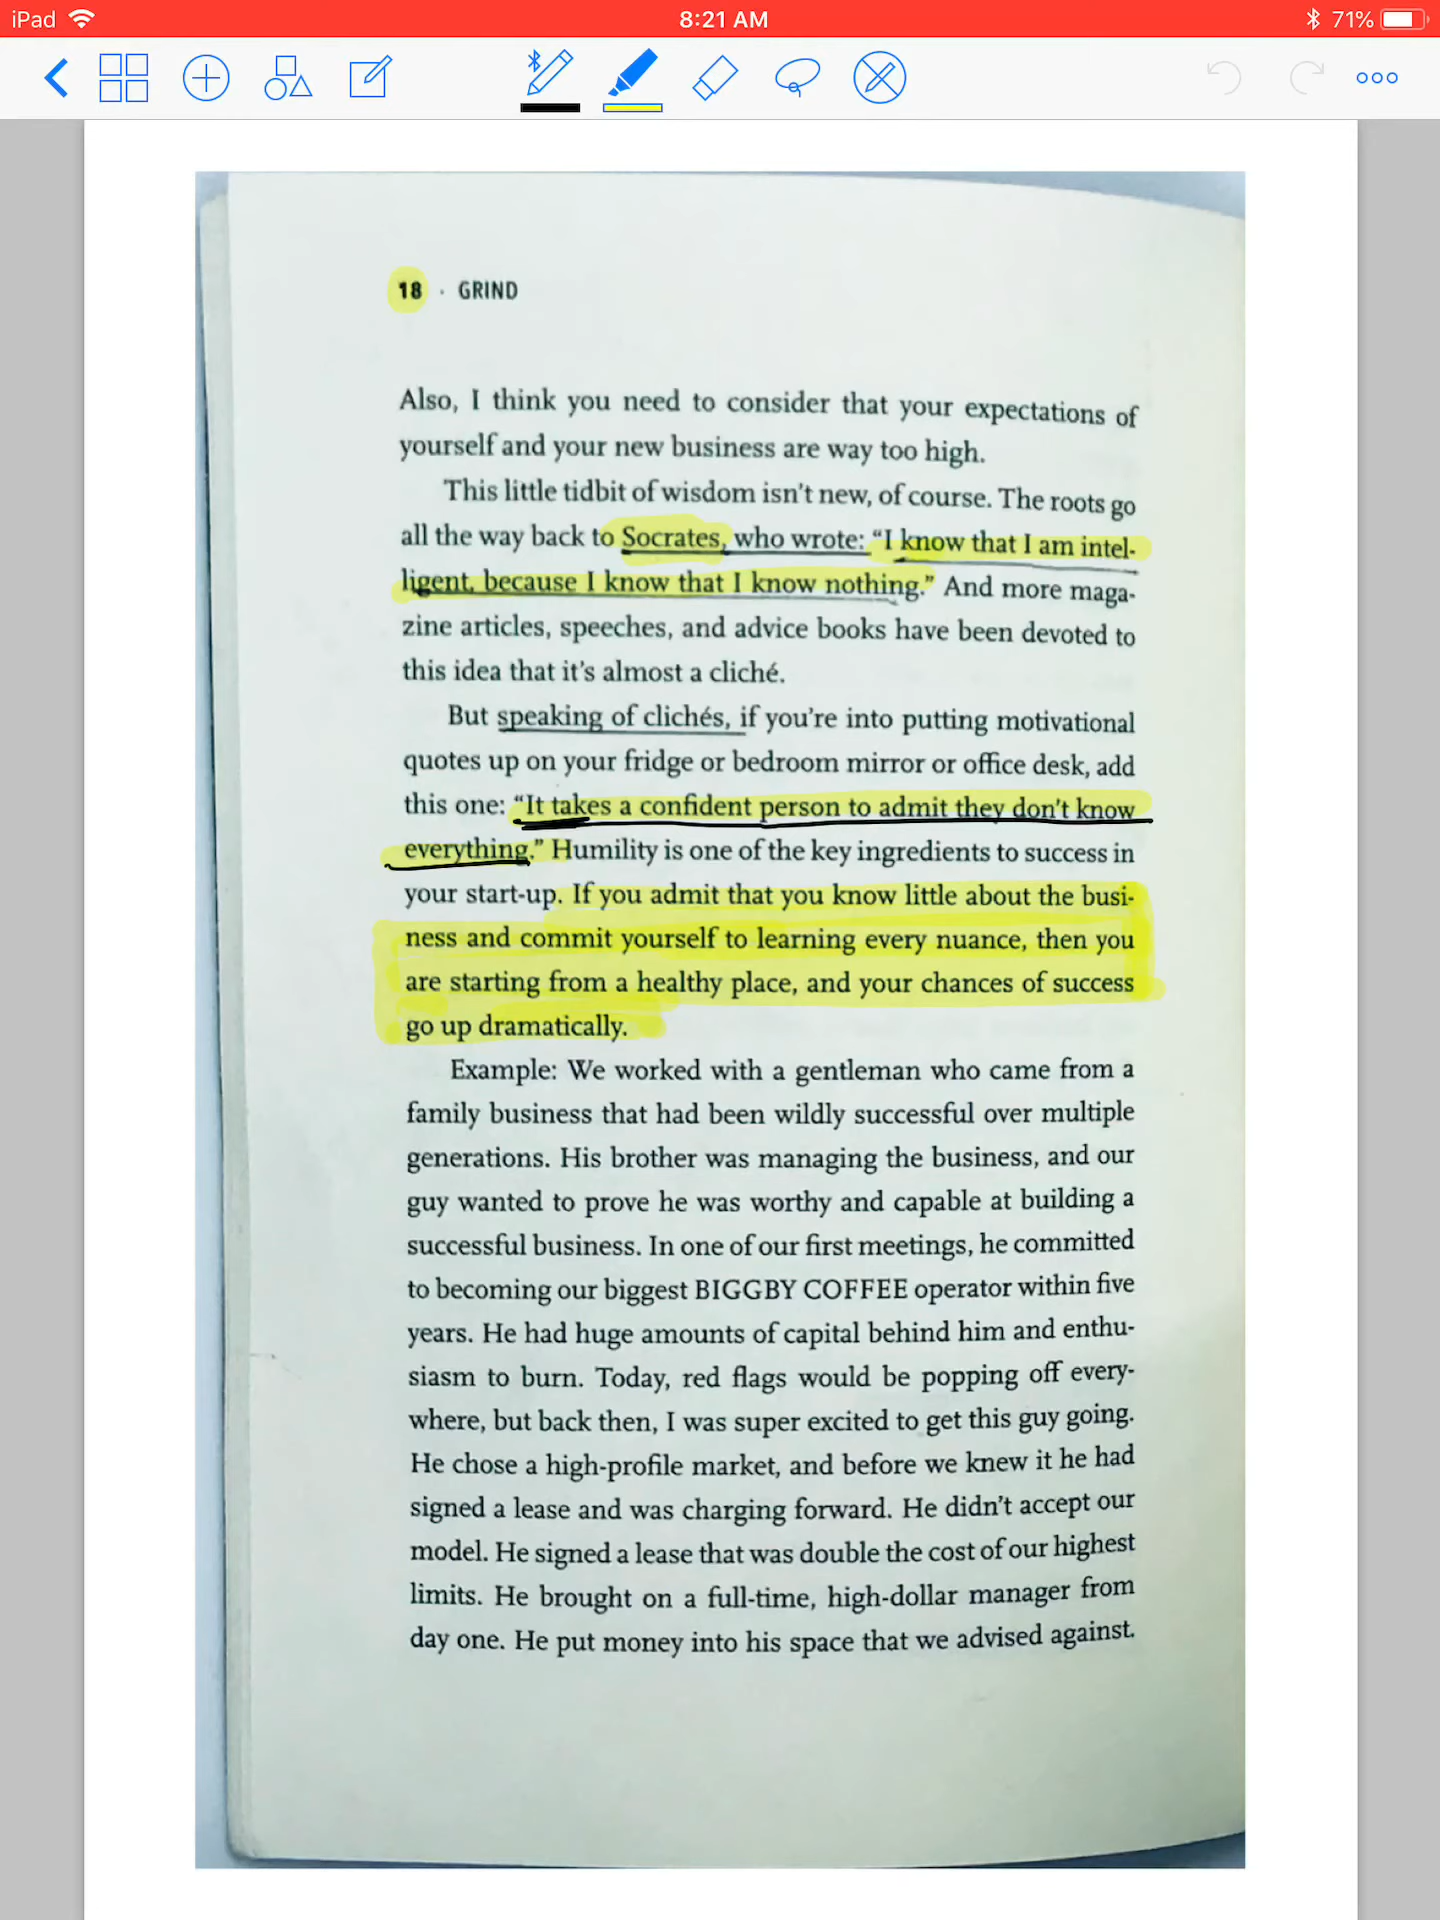 iPad 8:21 AM 71%
18 · GRIND
Also, I think you need to consider that your expectations of
yourself and your new business are way too high.
This little tidbit of wisdom isn't new, of course. The roots go
all the way back to Socrates, who wrote: “I know that I am intel-
ligent, because I know that I know nothing.” And more maga-
zine articles, speeches, and advice books have been devoted to
this idea that it's almost a cliché.
But speaking of clichés, if you're into putting motivational
quotes up on your fridge or bedroom mirror or office desk, add
this one: “It takes a confident person to admit they don't know
everything.” Humility is one of the key ingredients to success in
your start-up. If you admit that you know little about the busi-
ness and commit yourself to learning every nuance, then you
are starting from a healthy place, and your chances of success
go up dramatically.
Example: We worked with a gentleman who came from a
family business that had been wildly successful over multiple
generations. His brother was managing the business, and our
guy wanted to prove he was worthy and capable at building a
successful business. In one of our first meetings, he committed
to becoming our biggest BIGGBY COFFEE operator within five
years. He had huge amounts of capital behind him and enthu-
siasm to burn. Today, red flags would be popping off every-
where, but back then, I was super excited to get this guy going.
He chose a high-profile market, and before we knew it he had
signed a lease and was charging forward. He didn't accept our
model. He signed a lease that was double the cost of our highest
limits. He brought on a full-time, high-dollar manager from
day one. He put money into his space that we advised against.